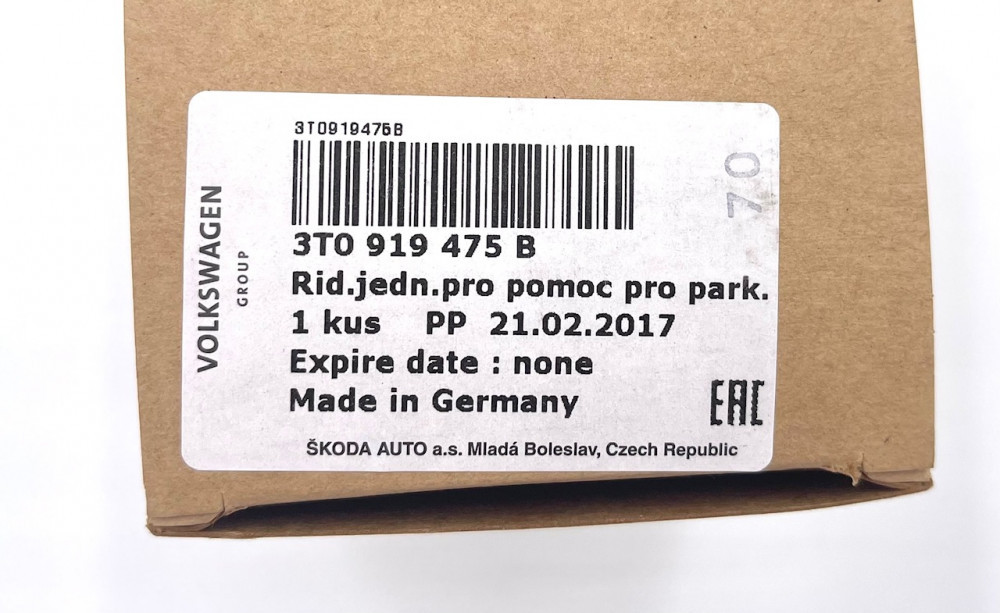 VOLKSWAGEN
GROUP
3T0919475B
70
3T0 919 475 B
Rid.jedn.pro pomoc pro park.
1 kus PP 21.02.2017
Expire date : none
Made in Germany
EAC
ŠKODA AUTO a.s. Mladá Boleslav, Czech Republic